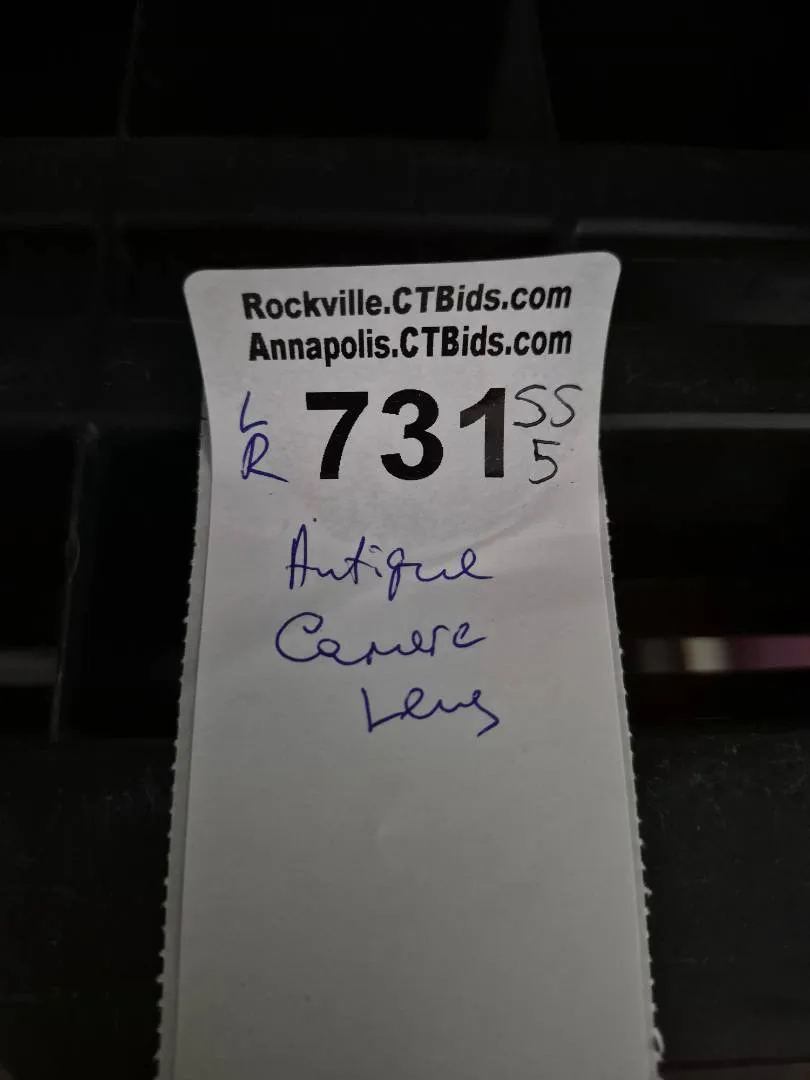 Rockville.CTBids.com
Annapolis.CTBids.com
L 731 SS
R 5
Antique
Camera
Lens